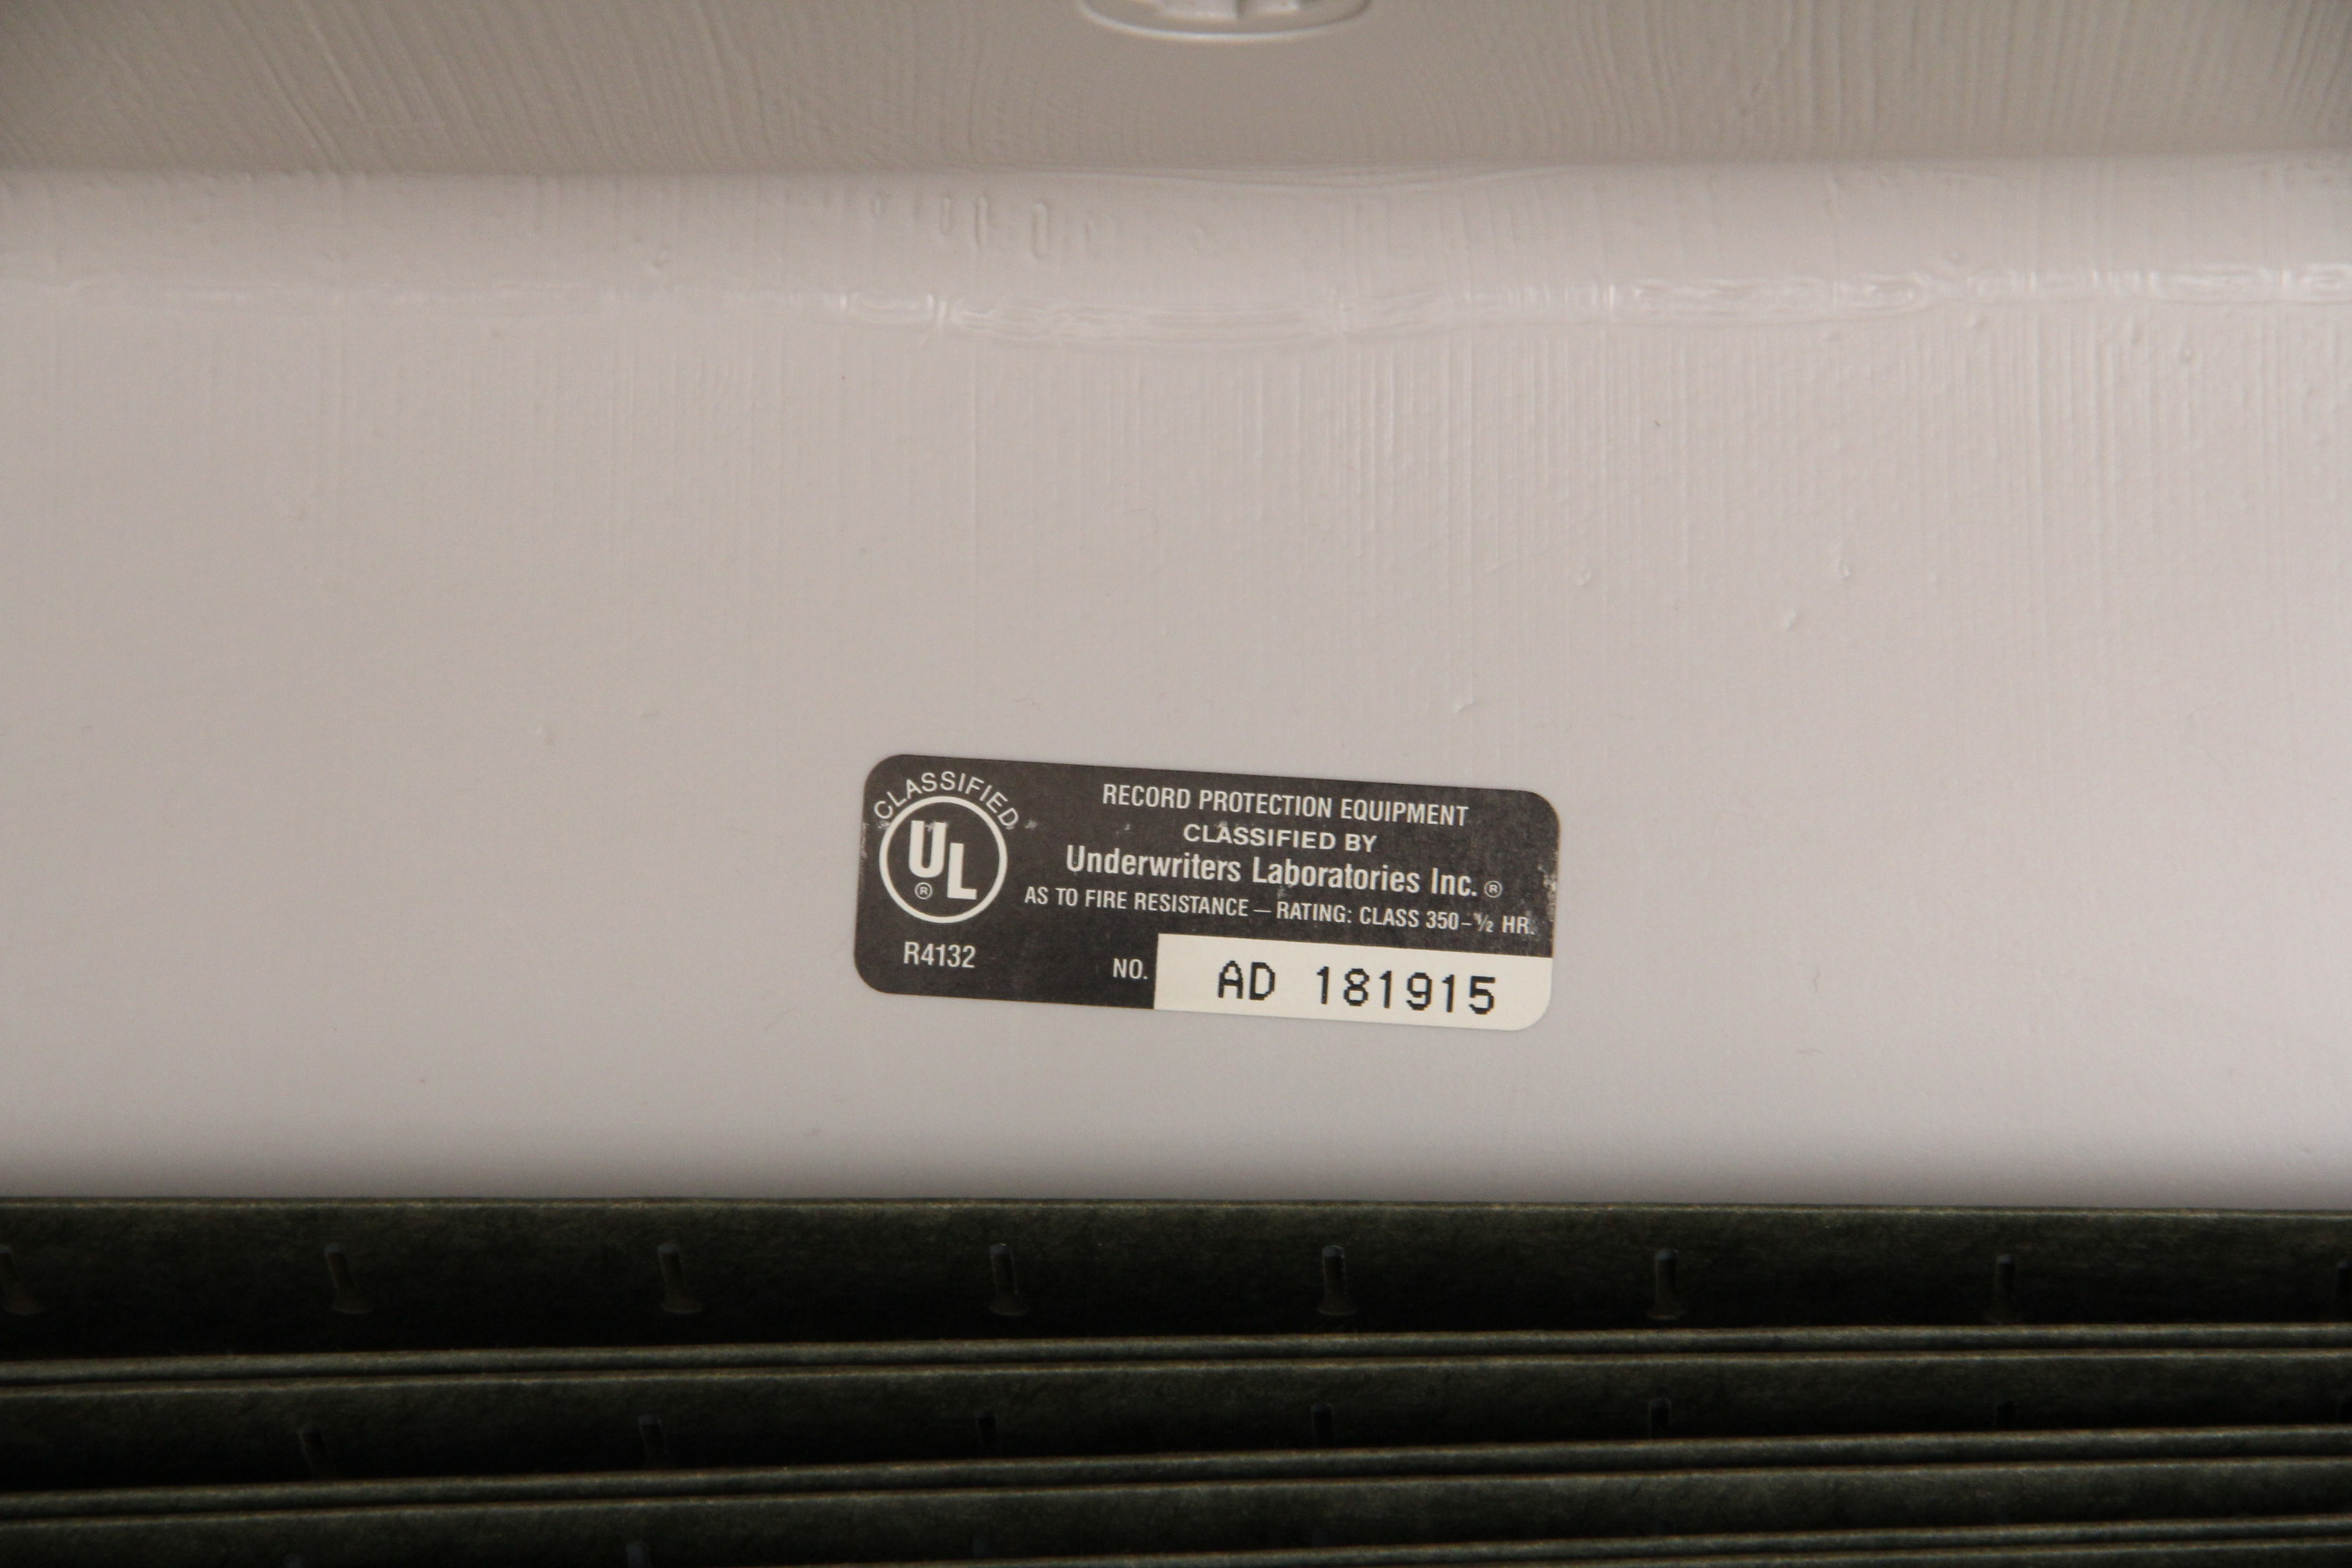 CLASSIFIED
UL®
R4132
RECORD PROTECTION EQUIPMENT
CLASSIFIED BY
Underwriters Laboratories Inc.®
AS TO FIRE RESISTANCE — RATING: CLASS 350-½ HR.
NO. AD 181915